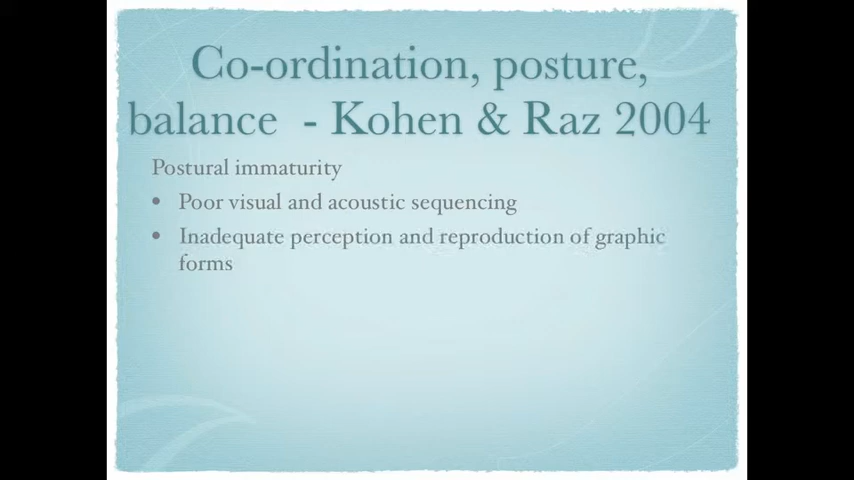 Co-ordination, posture,
balance - Kohen & Raz 2004
Postural immaturity
• Poor visual and acoustic sequencing
• Inadequate perception and reproduction of graphic
forms